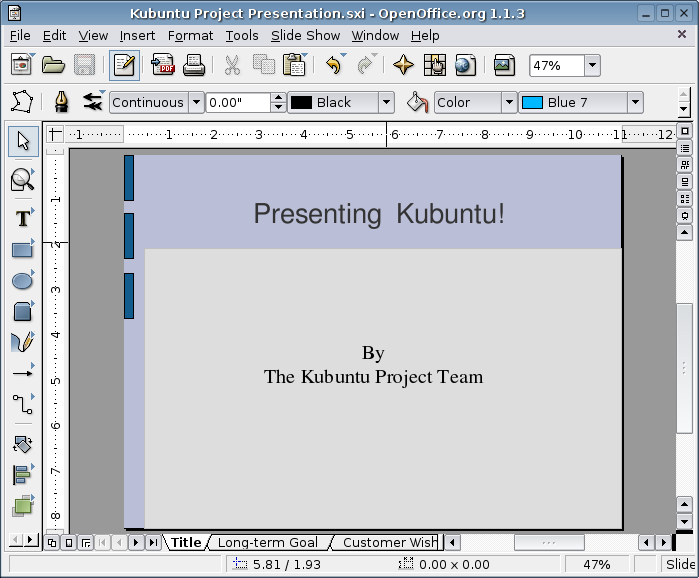 Kubuntu Project Presentation.sxi - OpenOffice.org 1.1.3
File Edit View Insert Format Tools Slide Show Window Help
PDF 47%
Continuous 0.00" Black Color Blue 7
1 1 2 3 4 5 6 7 8 9 10 11 12
1
2
3
4
5
6
7
8
T
Presenting Kubuntu!
By
The Kubuntu Project Team
Title Long-term Goal Customer Wish
5.81 / 1.93 0.00 x 0.00 47% Slide